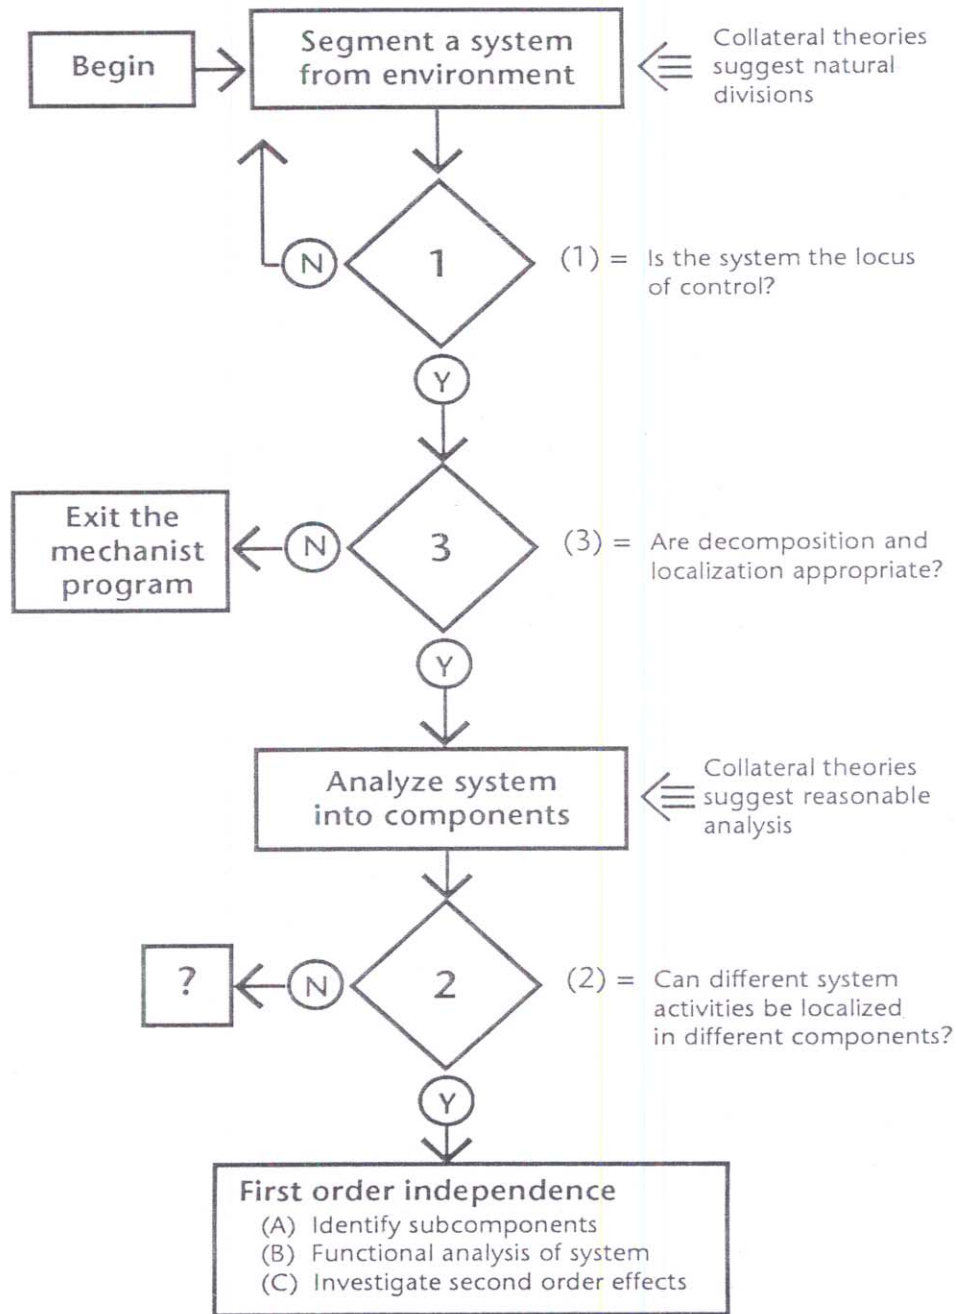 Begin
Segment a system
from environment
Collateral theories
suggest natural
divisions
N
1
(1) = Is the system the locus
of control?
Y
Exit the
mechanist
program
N
3
(3) = Are decomposition and
localization appropriate?
Y
Analyze system
into components
Collateral theories
suggest reasonable
analysis
?
N
2
(2) = Can different system
activities be localized
in different components?
Y
First order independence
(A) Identify subcomponents
(B) Functional analysis of system
(C) Investigate second order effects